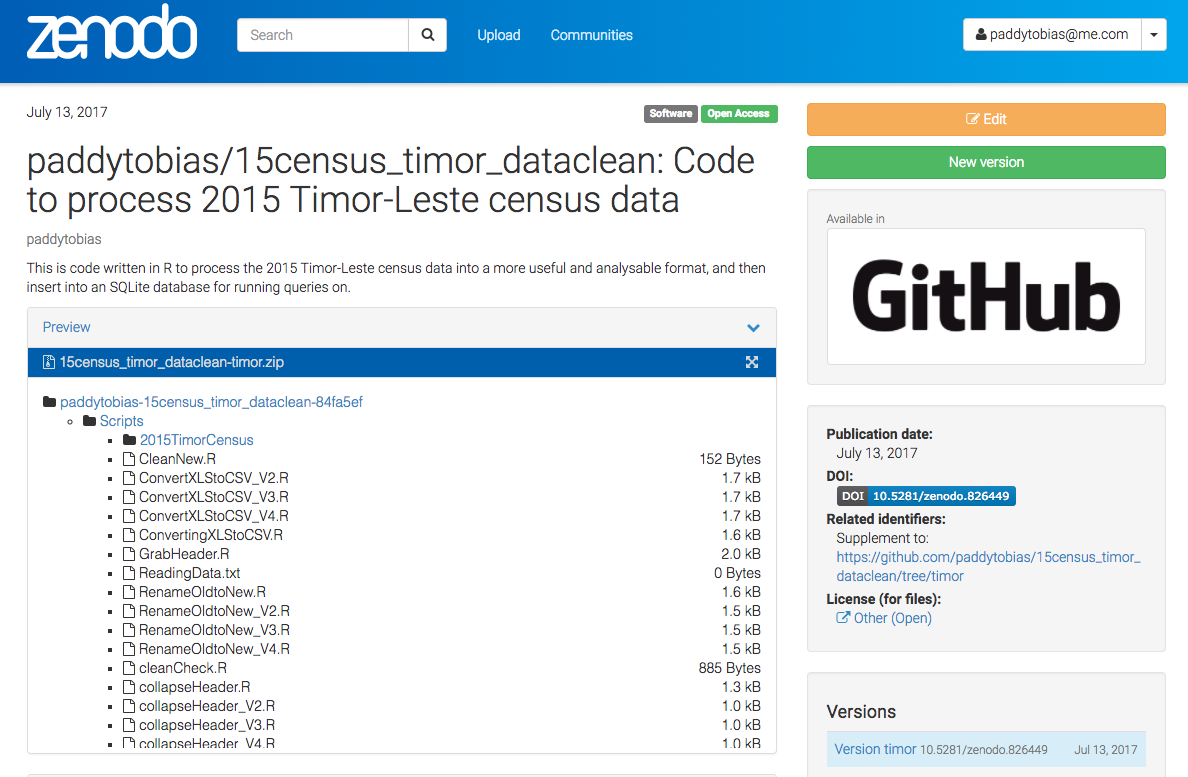 zenodo
Search
Upload
Communities
paddytobias@me.com
July 13, 2017
Software
Open Access
paddytobias/15census_timor_dataclean: Code
to process 2015 Timor-Leste census data
paddytobias
This is code written in R to process the 2015 Timor-Leste census data into a more useful and analysable format, and then
insert into an SQLite database for running queries on.
Preview
15census_timor_dataclean-timor.zip
paddytobias-15census_timor_dataclean-84fa5ef
Scripts
2015TimorCensus
CleanNew.R 152 Bytes
ConvertXLStoCSV_V2.R 1.7 kB
ConvertXLStoCSV_V3.R 1.7 kB
ConvertXLStoCSV_V4.R 1.7 kB
ConvertingXLStoCSV.R 1.6 kB
GrabHeader.R 2.0 kB
ReadingData.txt 0 Bytes
RenameOldtoNew.R 1.6 kB
RenameOldtoNew_V2.R 1.5 kB
RenameOldtoNew_V3.R 1.5 kB
RenameOldtoNew_V4.R 1.5 kB
cleanCheck.R 885 Bytes
collapseHeader.R 1.3 kB
collapseHeader_V2.R 1.0 kB
collapseHeader_V3.R 1.0 kB
collapseHeader_V4.R 1.0 kB
Edit
New version
Available in
GitHub
Publication date:
July 13, 2017
DOI:
DOI 10.5281/zenodo.826449
Related identifiers:
Supplement to:
https://github.com/paddytobias/15census_timor_
dataclean/tree/timor
License (for files):
Other (Open)
Versions
Version timor 10.5281/zenodo.826449 Jul 13, 2017